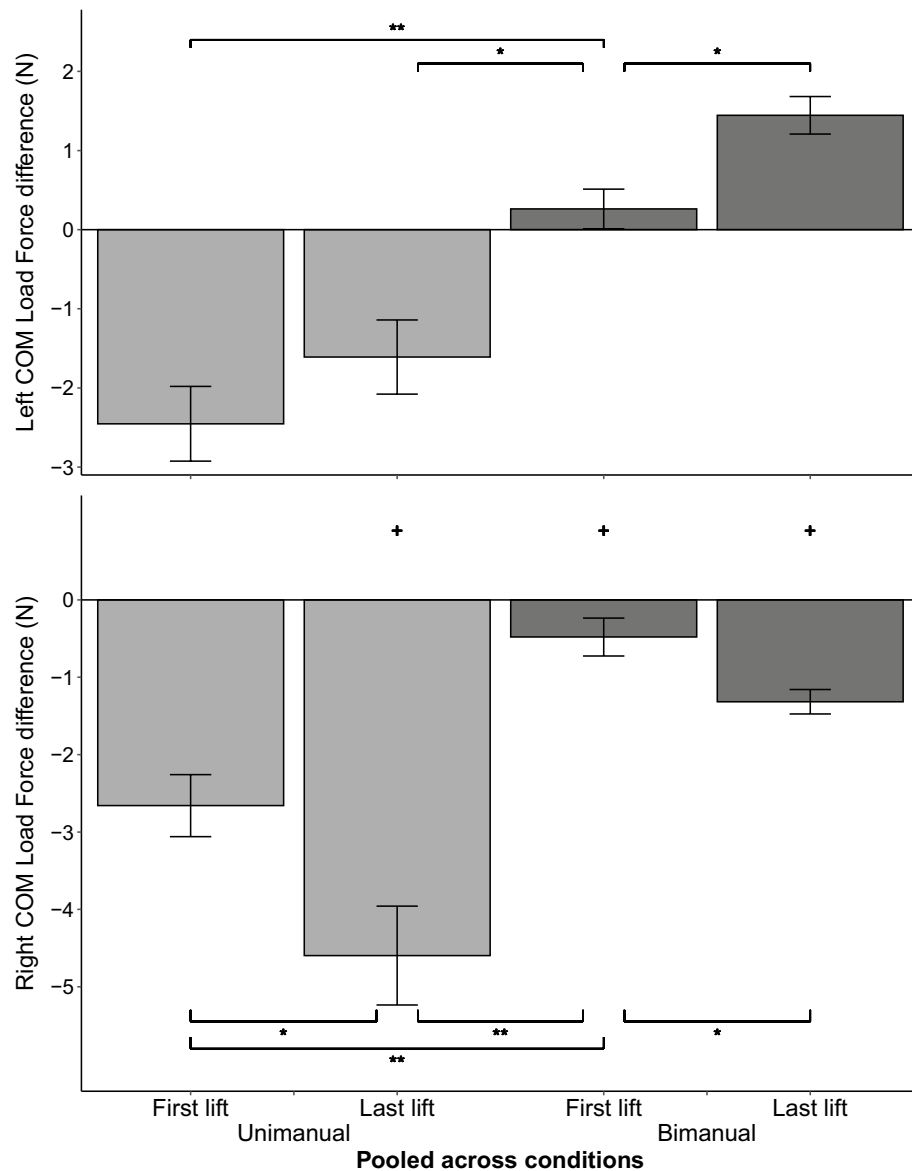 Left COM Load Force difference (N)
2
1
0
−1
−2
−3
**
*
*
Right COM Load Force difference (N)
0
−1
−2
−3
−4
−5
+
+
+
*
**
*
**
First lift
Last lift
First lift
Last lift
Unimanual
Bimanual
Pooled across conditions